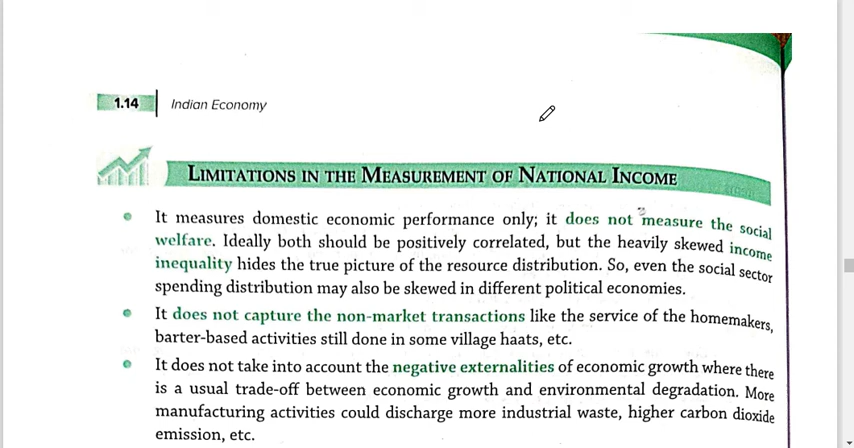 1.14 Indian Economy
LIMITATIONS IN THE MEASUREMENT OF NATIONAL INCOME
It measures domestic economic performance only; it does not measure the social
welfare. Ideally both should be positively correlated, but the heavily skewed income
inequality hides the true picture of the resource distribution. So, even the social sector
spending distribution may also be skewed in different political economies.
It does not capture the non-market transactions like the service of the homemakers,
barter-based activities still done in some village haats, etc.
It does not take into account the negative externalities of economic growth where there
is a usual trade-off between economic growth and environmental degradation. More
manufacturing activities could discharge more industrial waste, higher carbon dioxide
emission, etc.